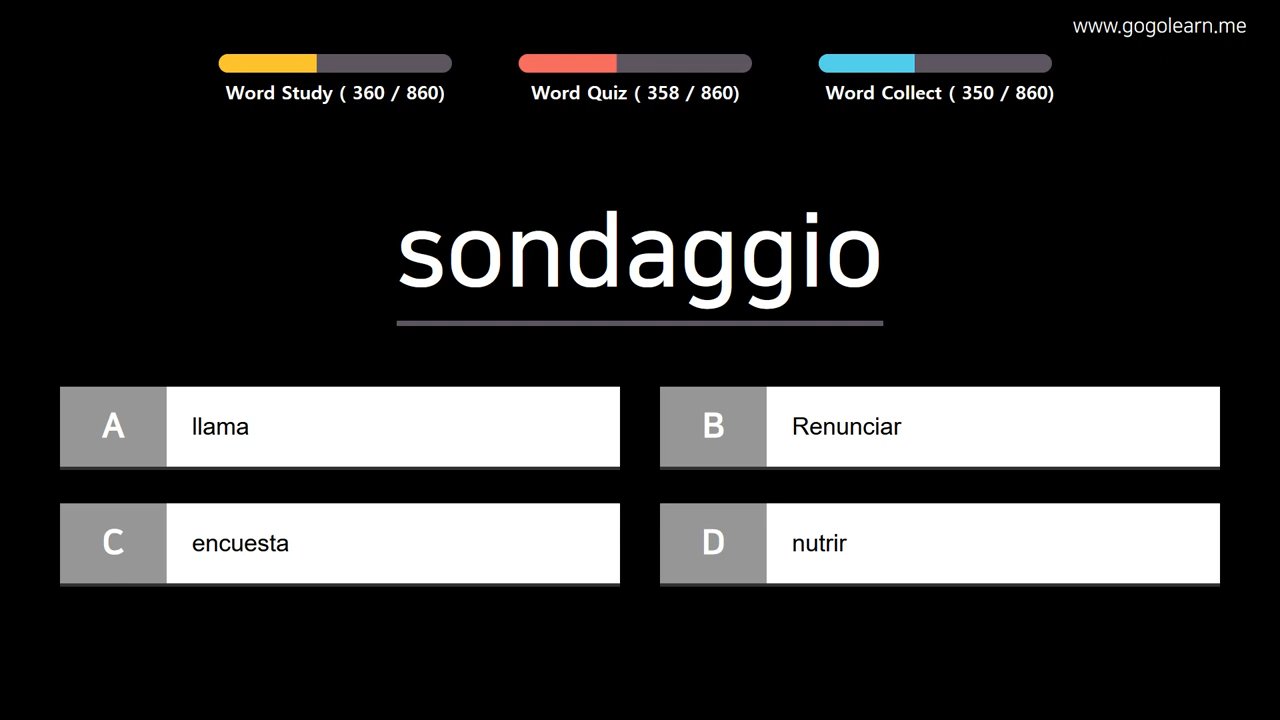 www.gogolearn.me
Word Study ( 360 / 860)
Word Quiz ( 358 / 860)
Word Collect ( 350 / 860)
sondaggio
A llama
B Renunciar
C encuesta
D nutrir